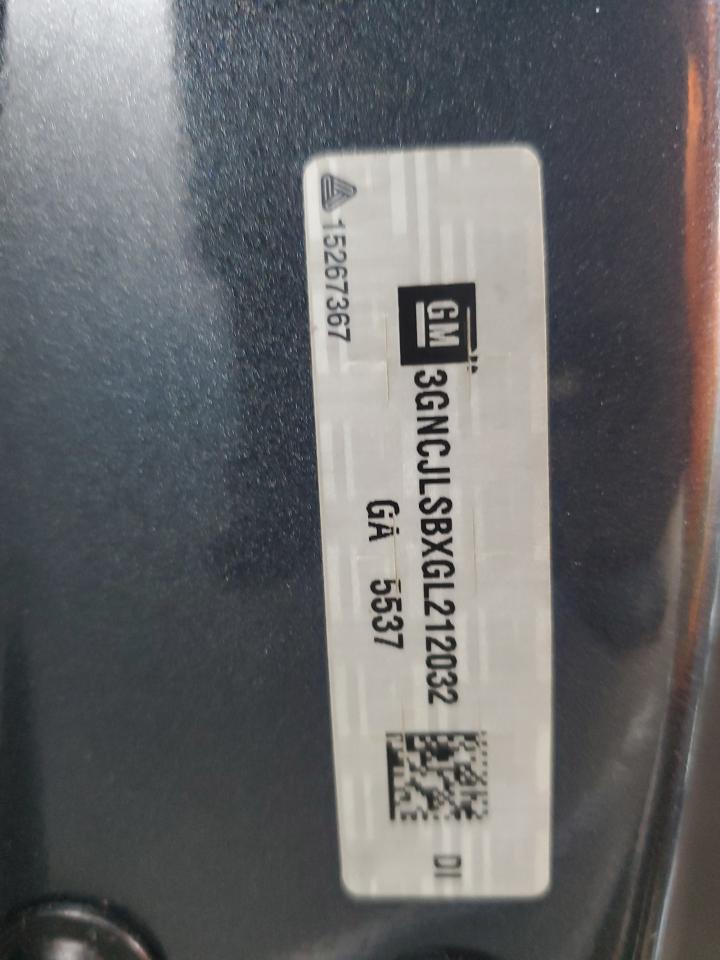 15267367
GM
3GNCJLSBXGL212032
GA 5537
DI